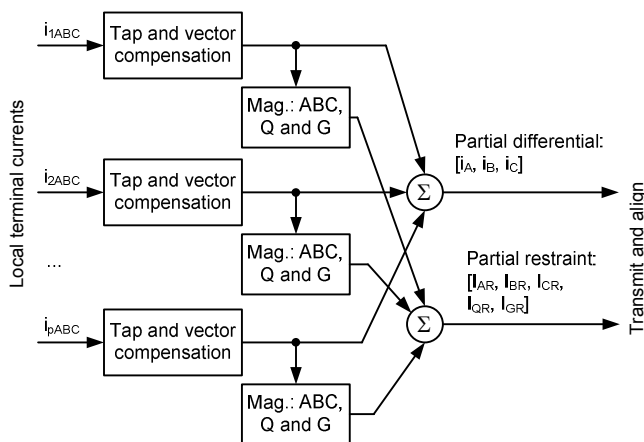 i1ABC
Tap and vector
compensation
Mag.: ABC,
Q and G
i2ABC
Tap and vector
compensation
Mag.: ABC,
Q and G
...
ipABC
Tap and vector
compensation
Mag.: ABC,
Q and G
Local terminal currents
Σ
Σ
Partial differential:
[iA, iB, iC]
Partial restraint:
[IAR, IBR, ICR,
IQR, IGR]
Transmit and align